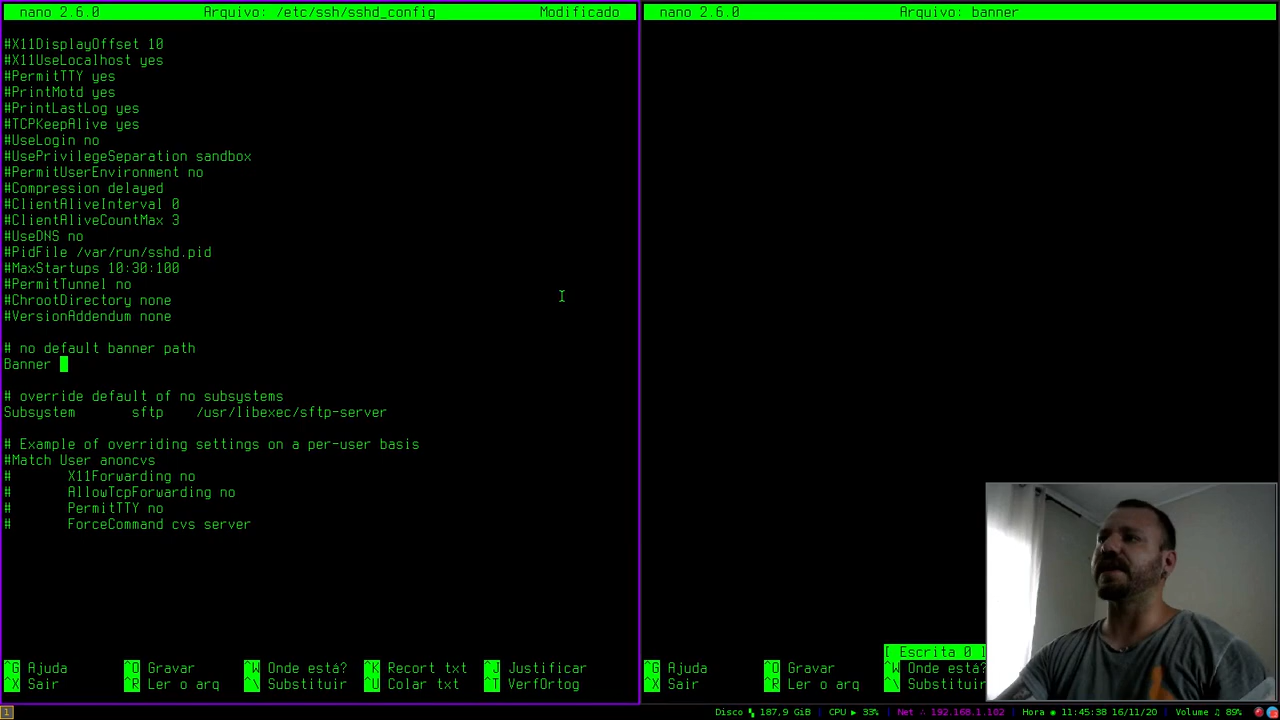 nano 2.6.0 Arquivo: /etc/ssh/sshd_config Modificado
#X11DisplayOffset 10
#X11UseLocalhost yes
#PermitTTY yes
#PrintMotd yes
#PrintLastLog yes
#TCPKeepAlive yes
#UseLogin no
#UsePrivilegeSeparation sandbox
#PermitUserEnvironment no
#Compression delayed
#ClientAliveInterval 0
#ClientAliveCountMax 3
#UseDNS no
#PidFile /var/run/sshd.pid
#MaxStartups 10:30:100
#PermitTunnel no
#ChrootDirectory none
#VersionAddendum none
# no default banner path
Banner
# override default of no subsystems
Subsystem sftp /usr/libexec/sftp-server
# Example of overriding settings on a per-user basis
#Match User anoncvs
# X11Forwarding no
# AllowTcpForwarding no
# PermitTTY no
# ForceCommand cvs server
^G Ajuda ^O Gravar ^W Onde está? ^K Recort txt ^J Justificar
^X Sair ^R Ler o arq ^\ Substituir ^U Colar txt ^T VerfOrtog
nano 2.6.0 Arquivo: banner
[ Escrita 0 ]
^G Ajuda ^O Gravar ^W Onde está?
^X Sair ^R Ler o arq ^\ Substituir
1 Disco 187,9 GiB | CPU ▶ 33% | Net 192.168.1.102 | Hora 11:45:38 16/11/20 | Volume ♫ 89%